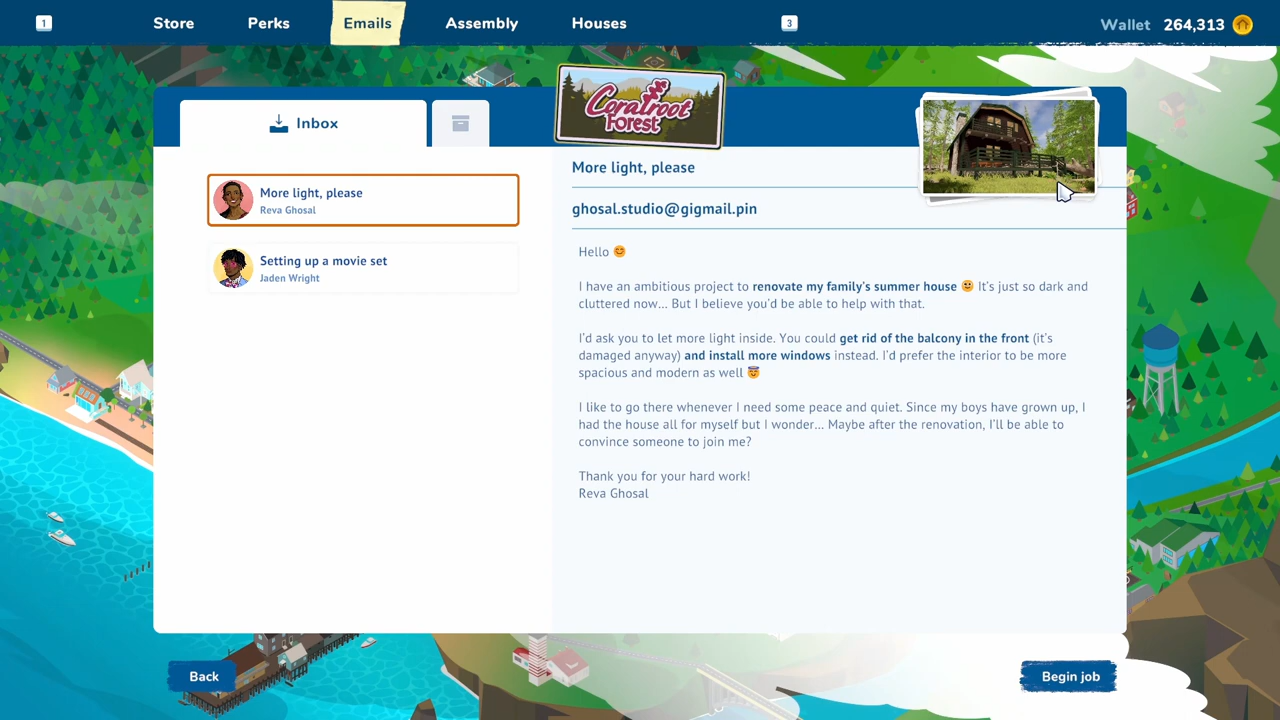 1
Store
Perks
Emails
Assembly
Houses
3
Wallet 264,313
Inbox
Coralroot
FOREST
More light, please
Reva Ghosal
Setting up a movie set
Jaden Wright
More light, please
ghosal.studio@gigmail.pin
Hello 😊
I have an ambitious project to renovate my family's summer house 😀 It's just so dark and
cluttered now... But I believe you'd be able to help with that.
I'd ask you to let more light inside. You could get rid of the balcony in the front (it's
damaged anyway) and install more windows instead. I'd prefer the interior to be more
spacious and modern as well 😇
I like to go there whenever I need some peace and quiet. Since my boys have grown up, I
had the house all for myself but I wonder... Maybe after the renovation, I'll be able to
convince someone to join me?
Thank you for your hard work!
Reva Ghosal
Back
Begin job